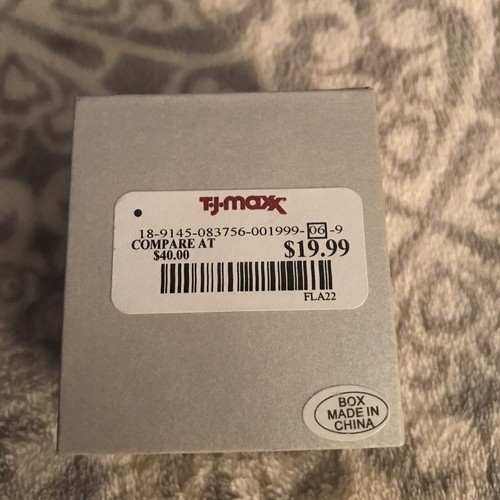 T•J•maxx
18-9145-083756-001999-06-9
COMPARE AT
$40.00
$19.99
FLA22
BOX
MADE IN
CHINA